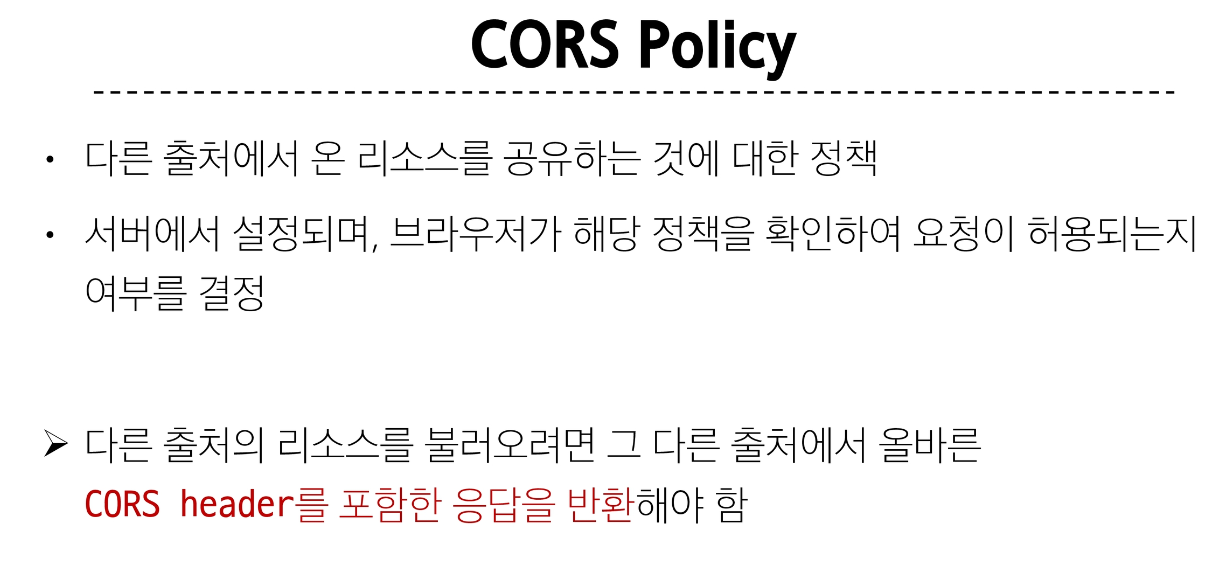 CORS Policy
• 다른 출처에서 온 리소스를 공유하는 것에 대한 정책
• 서버에서 설정되며, 브라우저가 해당 정책을 확인하여 요청이 허용되는지
여부를 결정
➢ 다른 출처의 리소스를 불러오려면 그 다른 출처에서 올바른
CORS header를 포함한 응답을 반환해야 함